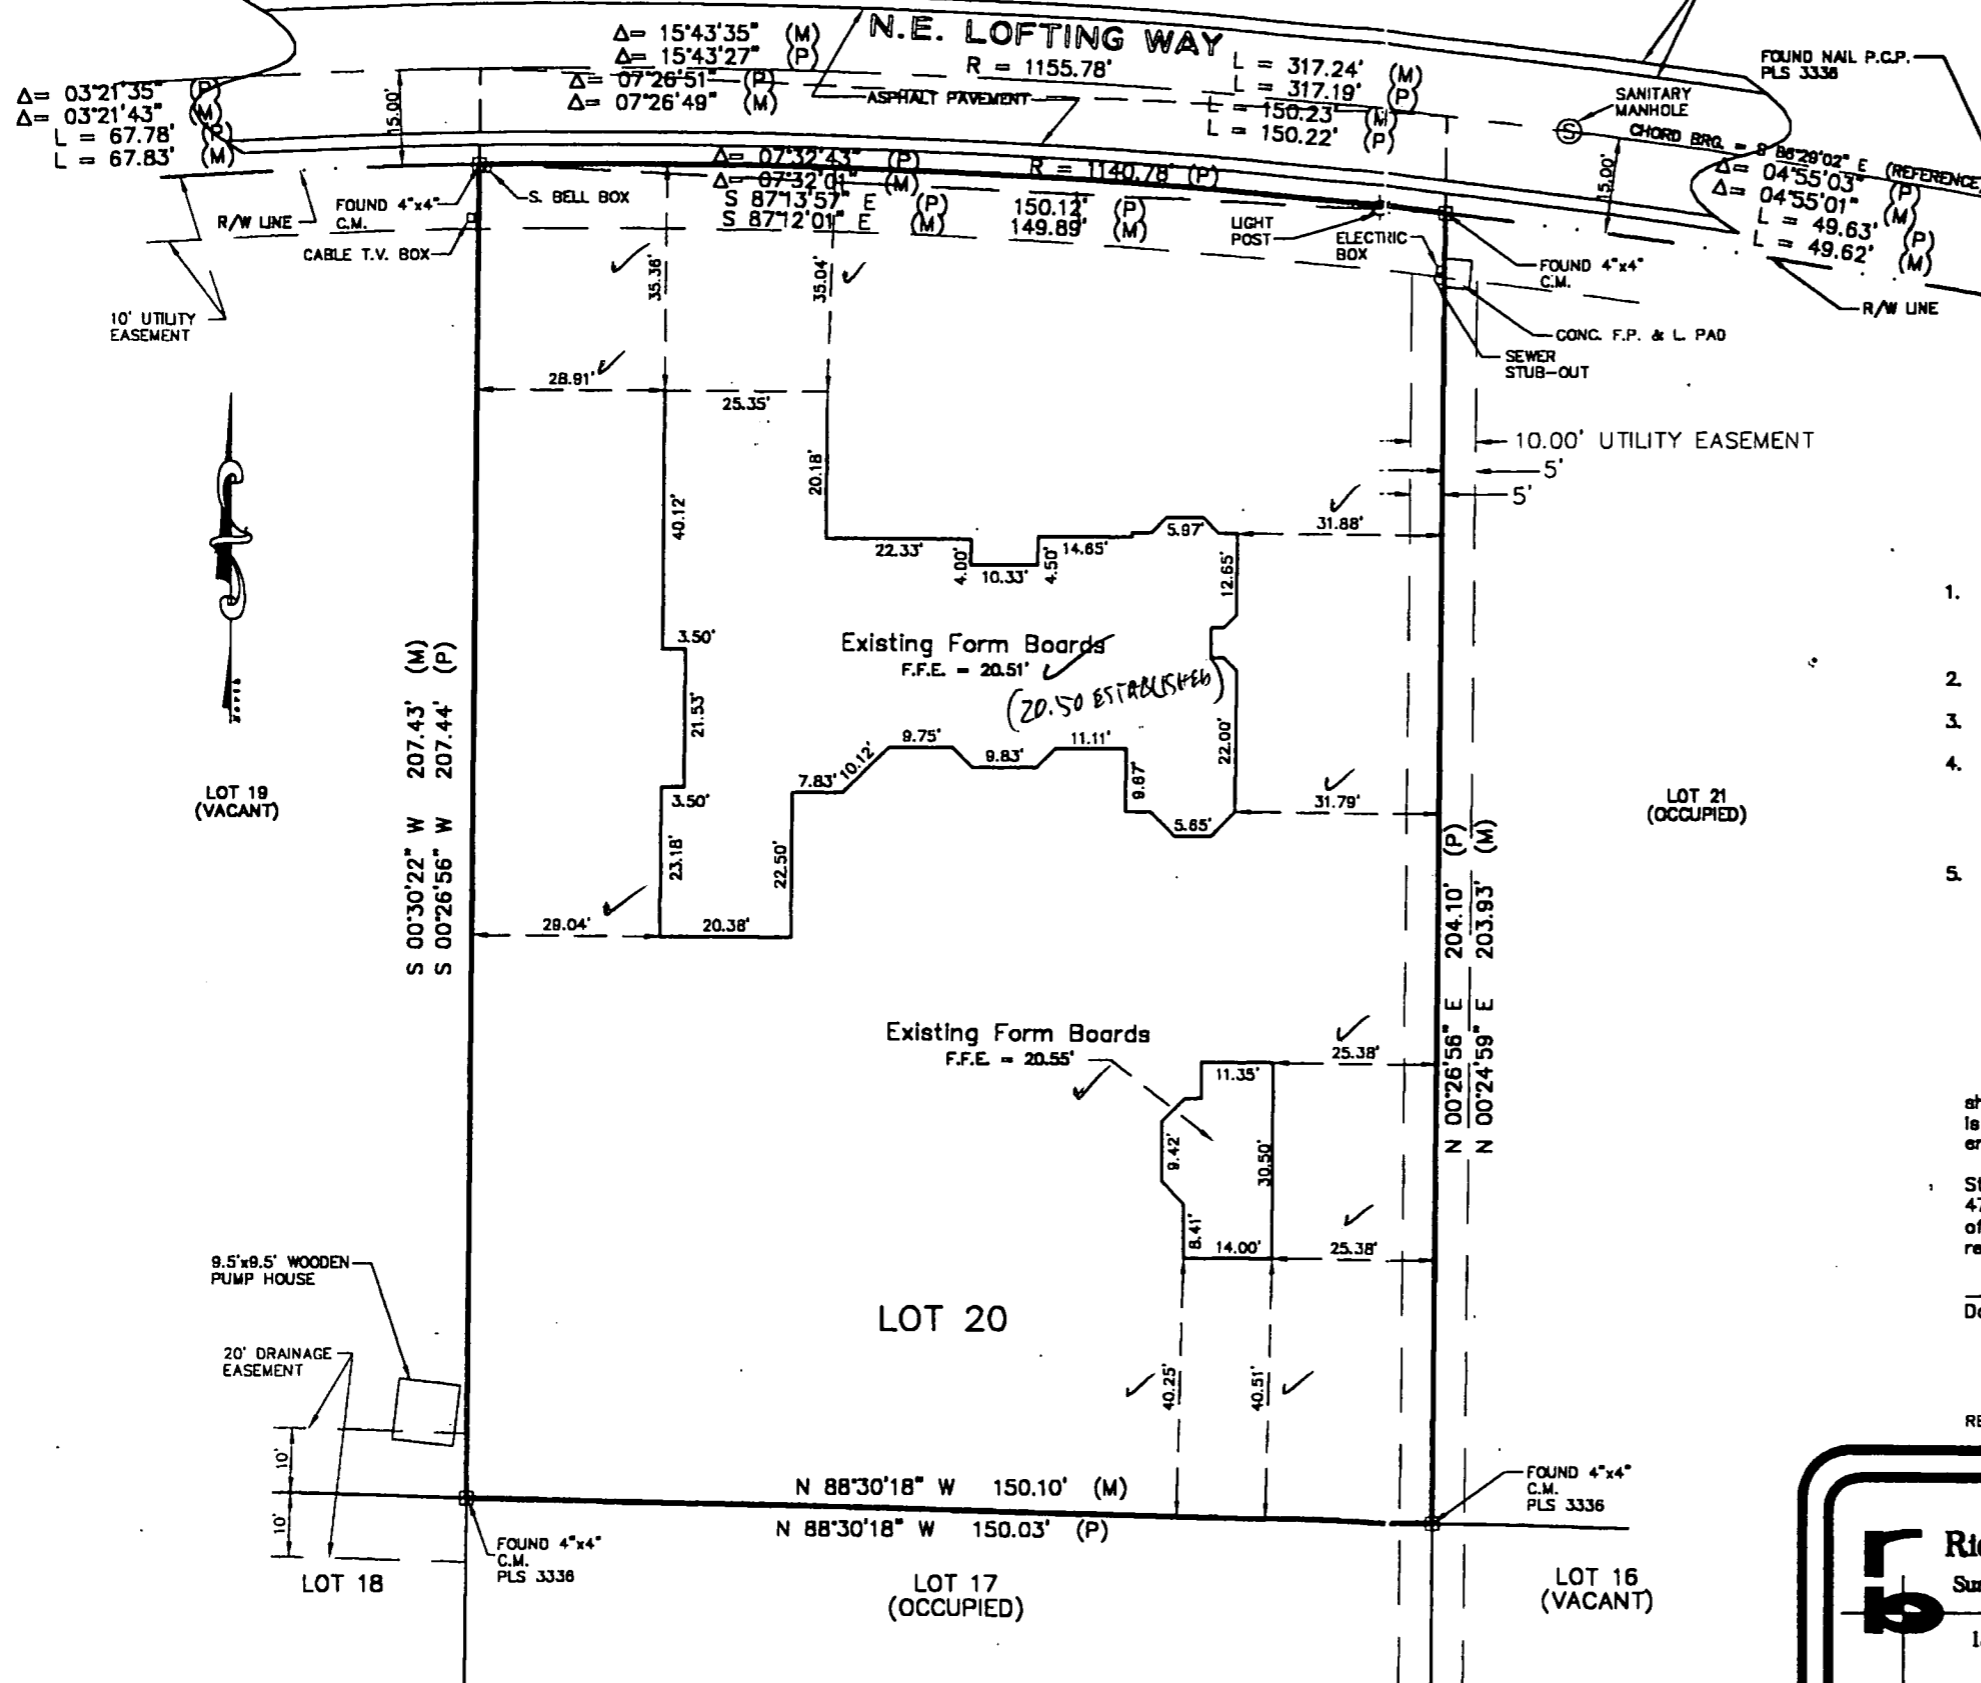 N.E. LOFTING WAY
Δ= 15°43'35" (M)
Δ= 15°43'27" (P)
Δ= 07°26'51" (P)
Δ= 07°26'49" (M)
R = 1155.78'
L = 317.24' (M)
L = 317.19' (P)
L = 150.23' (M)
L = 150.22' (P)
ASPHALT PAVEMENT
FOUND NAIL P.C.P.
PLS 3336
SANITARY
MANHOLE
S
CHORD BRG. = S 86°29'02" E (REFERENCE)
Δ= 03°21'35" (P)
Δ= 03°21'43" (M)
L = 67.78' (P)
L = 67.83' (M)
15.00'
15.00'
Δ= 04°55'03" (P)
Δ= 04°55'01" (M)
L = 49.63' (P)
L = 49.62' (M)
Δ= 07°32'43" (P)
Δ= 07°32'01" (M)
R = 1140.78' (P)
S 87°13'57" E (P) 150.12' (P)
S 87°12'01" E (M) 149.89' (M)
R/W LINE
FOUND 4"x4"
C.M.
S. BELL BOX
CABLE T.V. BOX
LIGHT
POST
ELECTRIC
BOX
FOUND 4"x4"
C.M.
R/W LINE
10' UTILITY
EASEMENT
CONC. F.P. & L. PAD
SEWER
STUB-OUT
35.36'
35.04'
28.91'
25.35'
10.00' UTILITY EASEMENT
5'
5'
20.18'
40.12'
31.88'
5.97'
22.33'
4.00'
10.33'
4.50'
14.65'
12.65'
North
3.50'
Existing Form Boards
F.F.E. = 20.51'
(20.50 ESTABLISHED)
21.53'
22.00'
9.75'
10.12'
9.83'
11.11'
7.83'
9.67'
3.50'
5.65'
31.79'
23.18'
22.50'
29.04'
20.38'
LOT 19
(VACANT)
LOT 21
(OCCUPIED)
S 00°30'22" W 207.43' (M)
S 00°26'56" W 207.44' (P)
N 00°26'56" E 204.10' (P)
N 00°24'59" E 203.93' (M)
1.
2.
3.
4.
5.
Existing Form Boards
F.F.E. = 20.55'
25.38'
11.35'
9.42'
30.50'
8.41'
14.00'
25.38'
40.25'
40.51'
9.5'x9.5' WOODEN
PUMP HOUSE
20' DRAINAGE
EASEMENT
LOT 20
10'
10'
N 88°30'18" W 150.10' (M)
N 88°30'18" W 150.03' (P)
FOUND 4"x4"
C.M.
PLS 3336
FOUND 4"x4"
C.M.
PLS 3336
LOT 18
LOT 17
(OCCUPIED)
LOT 16
(VACANT)